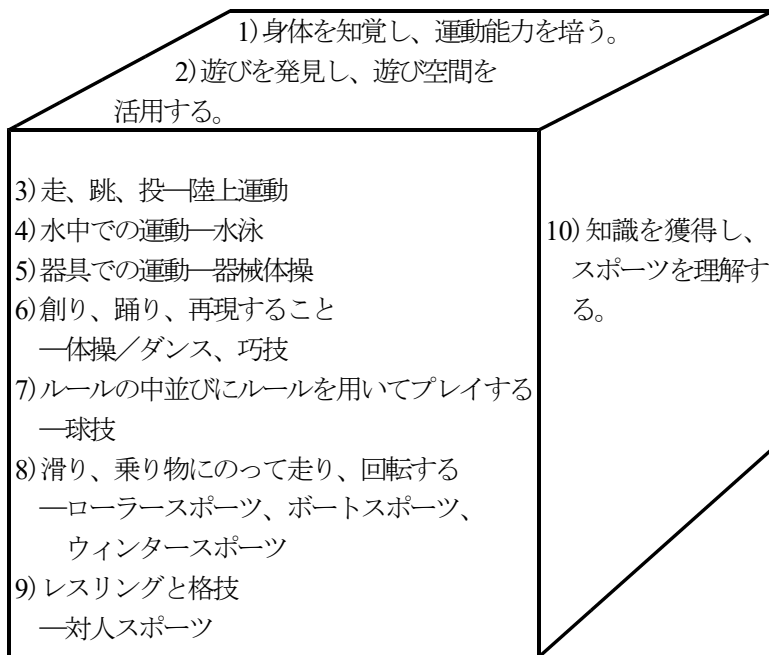 1)身体を知覚し、運動能力を培う。
2)遊びを発見し、遊び空間を
活用する。
3)走、跳、投―陸上運動
4)水中での運動―水泳
5)器具での運動―器械体操
6)創り、踊り、再現すること
―体操／ダンス、巧技
7)ルールの中並びにルールを用いてプレイする
―球技
8)滑り、乗り物にのって走り、回転する
―ローラースポーツ、ボートスポーツ、
ウィンタースポーツ
9)レスリングと格技
―対人スポーツ
10)知識を獲得し、
スポーツを理解す
る。